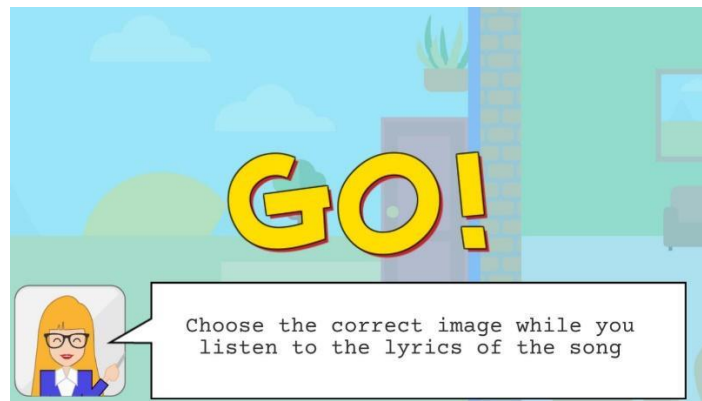 GO!
Choose the correct image while you
listen to the lyrics of the song